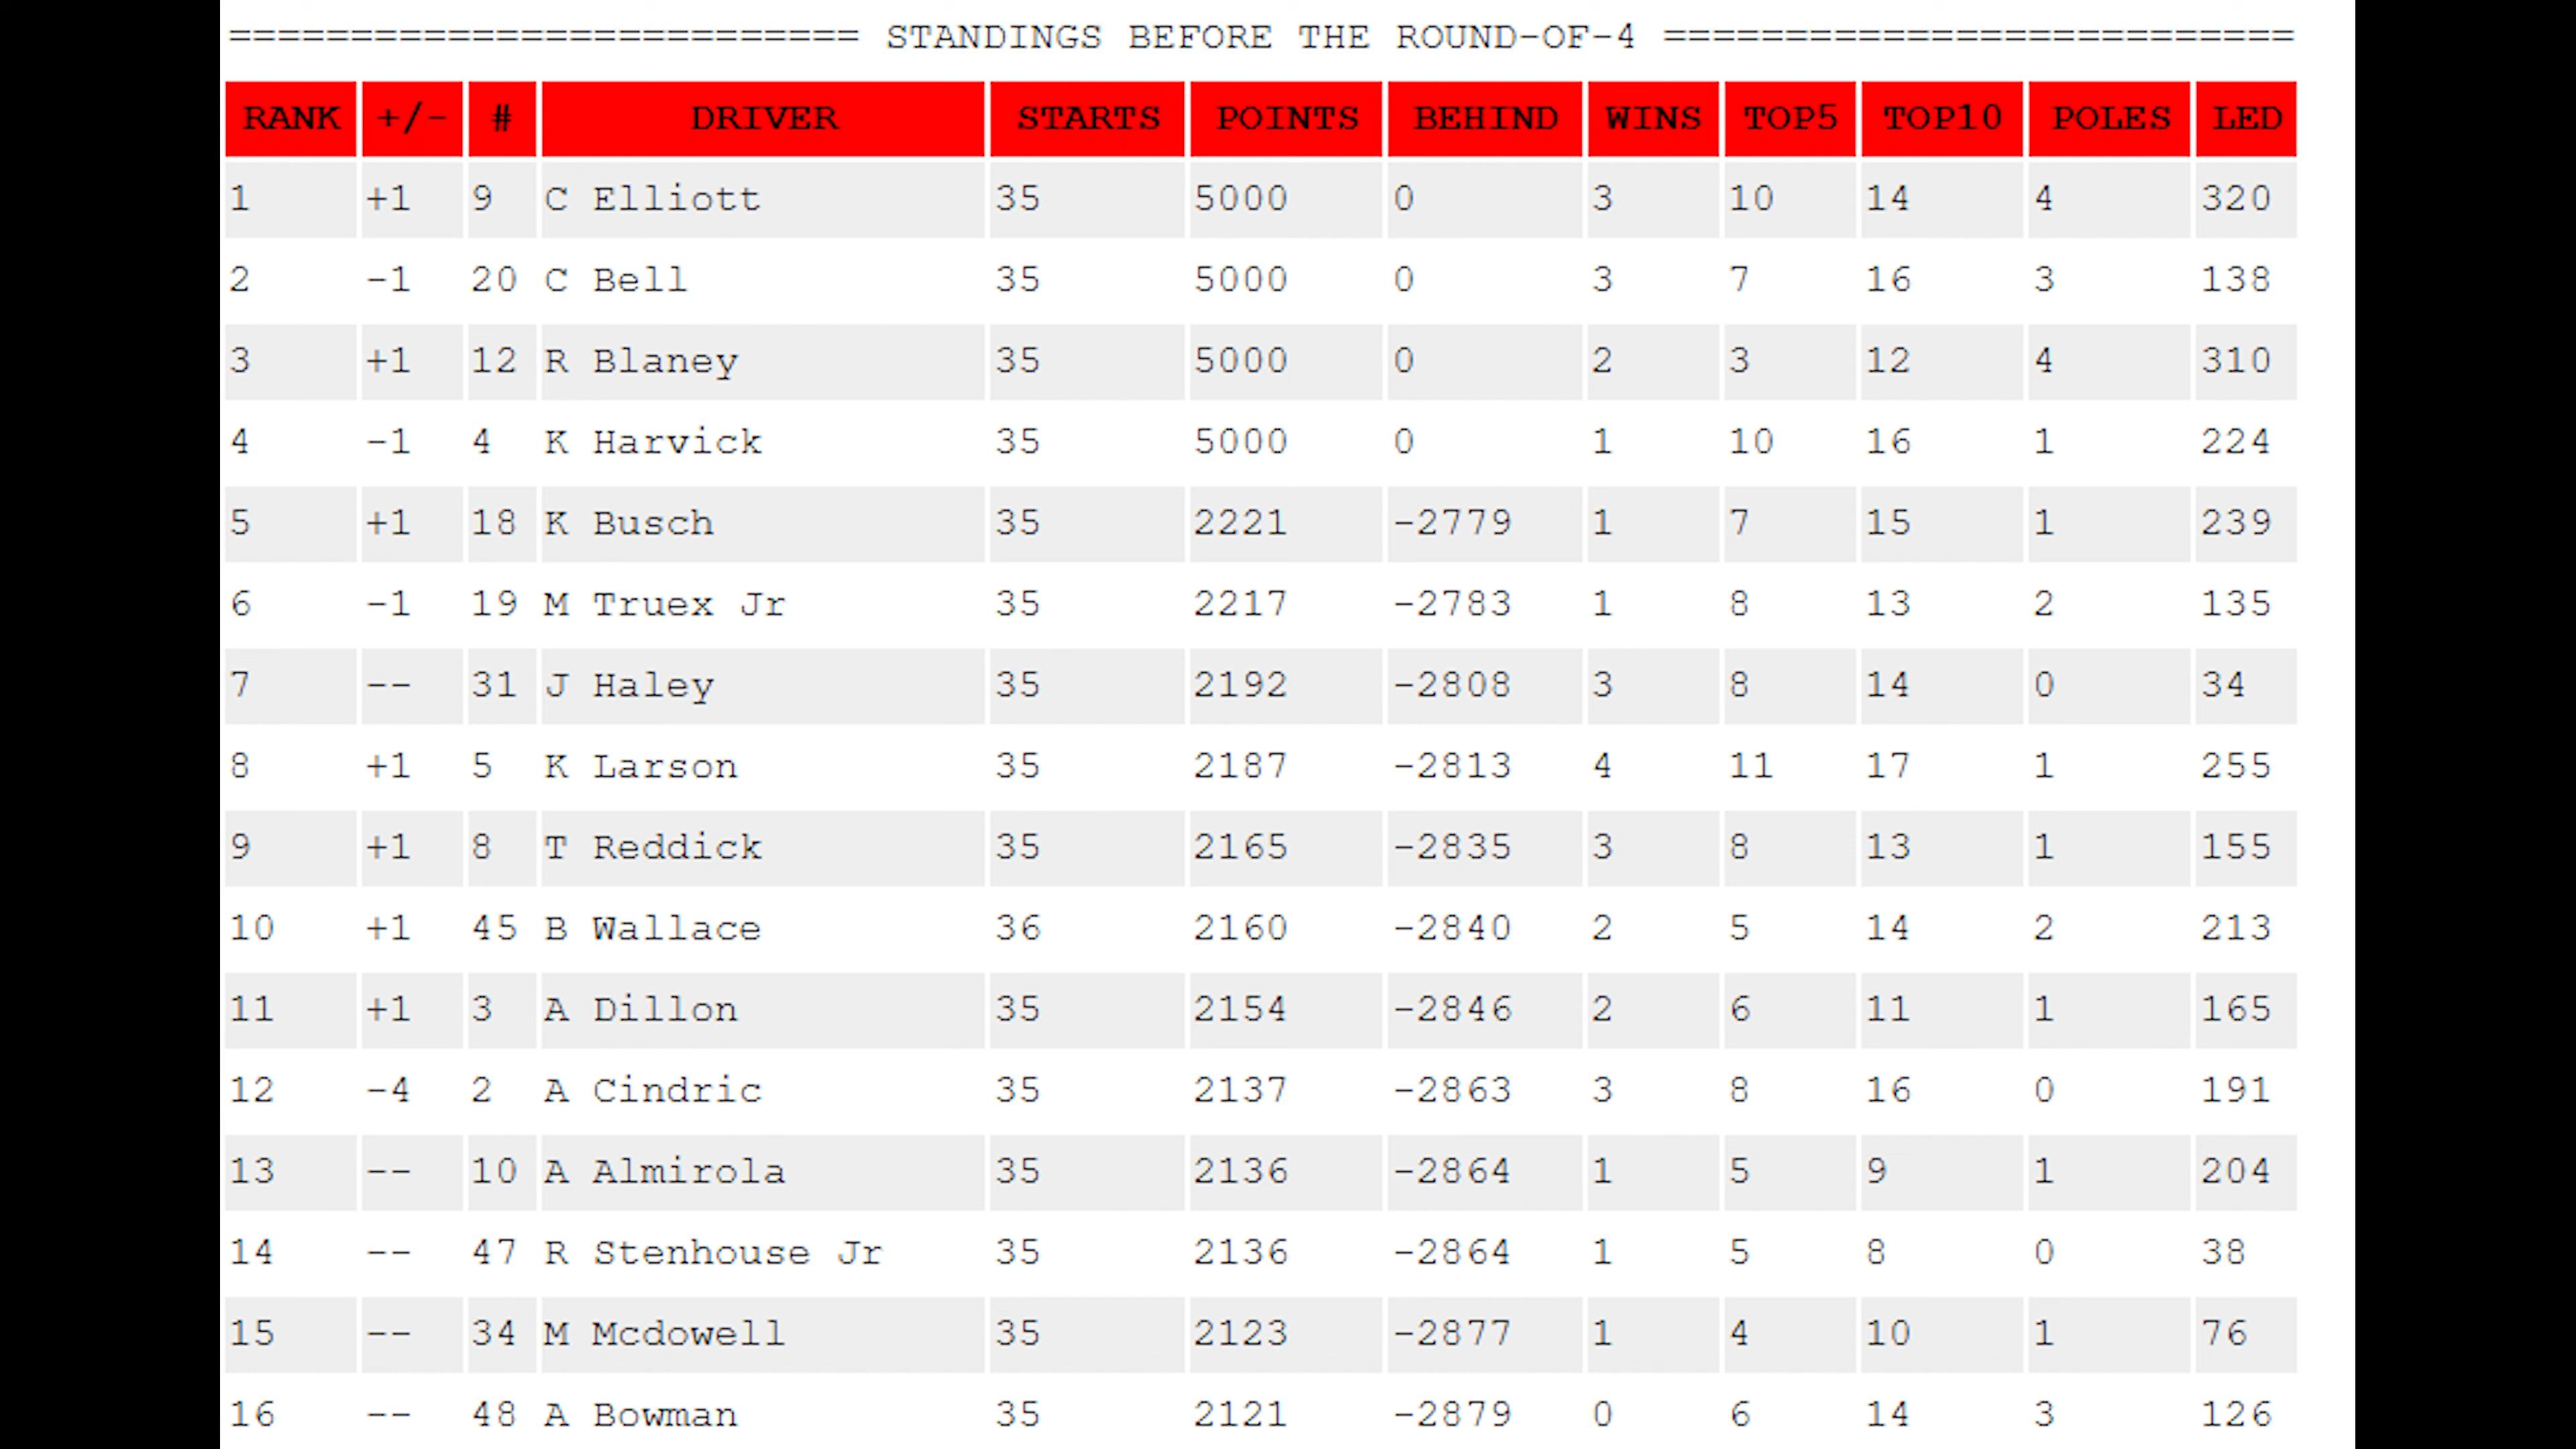 ========================== STANDINGS BEFORE THE ROUND-OF-4 ==========================
RANK +/- # DRIVER STARTS POINTS BEHIND WINS TOP5 TOP10 POLES LED
1 +1 9 C Elliott 35 5000 0 3 10 14 4 320
2 -1 20 C Bell 35 5000 0 3 7 16 3 138
3 +1 12 R Blaney 35 5000 0 2 3 12 4 310
4 -1 4 K Harvick 35 5000 0 1 10 16 1 224
5 +1 18 K Busch 35 2221 -2779 1 7 15 1 239
6 -1 19 M Truex Jr 35 2217 -2783 1 8 13 2 135
7 -- 31 J Haley 35 2192 -2808 3 8 14 0 34
8 +1 5 K Larson 35 2187 -2813 4 11 17 1 255
9 +1 8 T Reddick 35 2165 -2835 3 8 13 1 155
10 +1 45 B Wallace 36 2160 -2840 2 5 14 2 213
11 +1 3 A Dillon 35 2154 -2846 2 6 11 1 165
12 -4 2 A Cindric 35 2137 -2863 3 8 16 0 191
13 -- 10 A Almirola 35 2136 -2864 1 5 9 1 204
14 -- 47 R Stenhouse Jr 35 2136 -2864 1 5 8 0 38
15 -- 34 M Mcdowell 35 2123 -2877 1 4 10 1 76
16 -- 48 A Bowman 35 2121 -2879 0 6 14 3 126